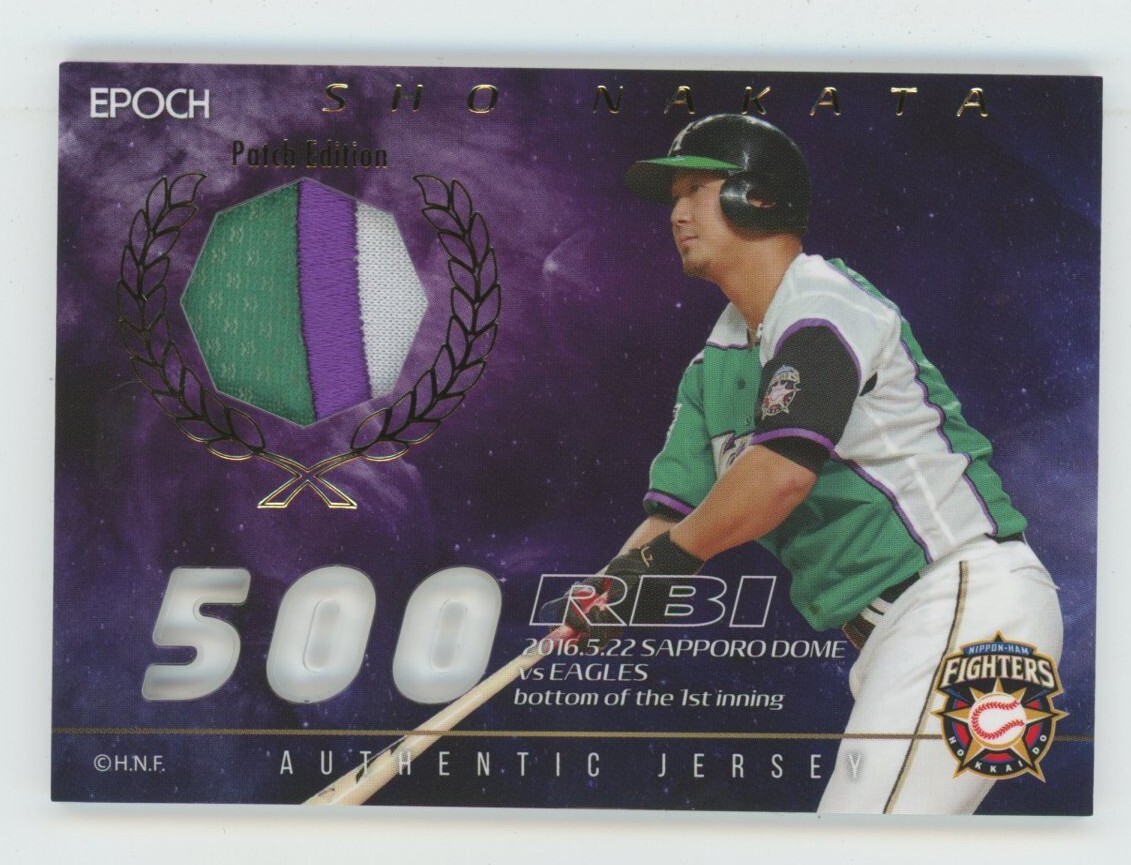 EPOCH
SHO NAKATA
Patch Edition
500 RBI
2016.5.22 SAPPORO DOME
vs EAGLES
bottom of the 1st inning
NIPPON-HAM
FIGHTERS
HOKKAIDO
©H.N.F.
AUTHENTIC JERSEY